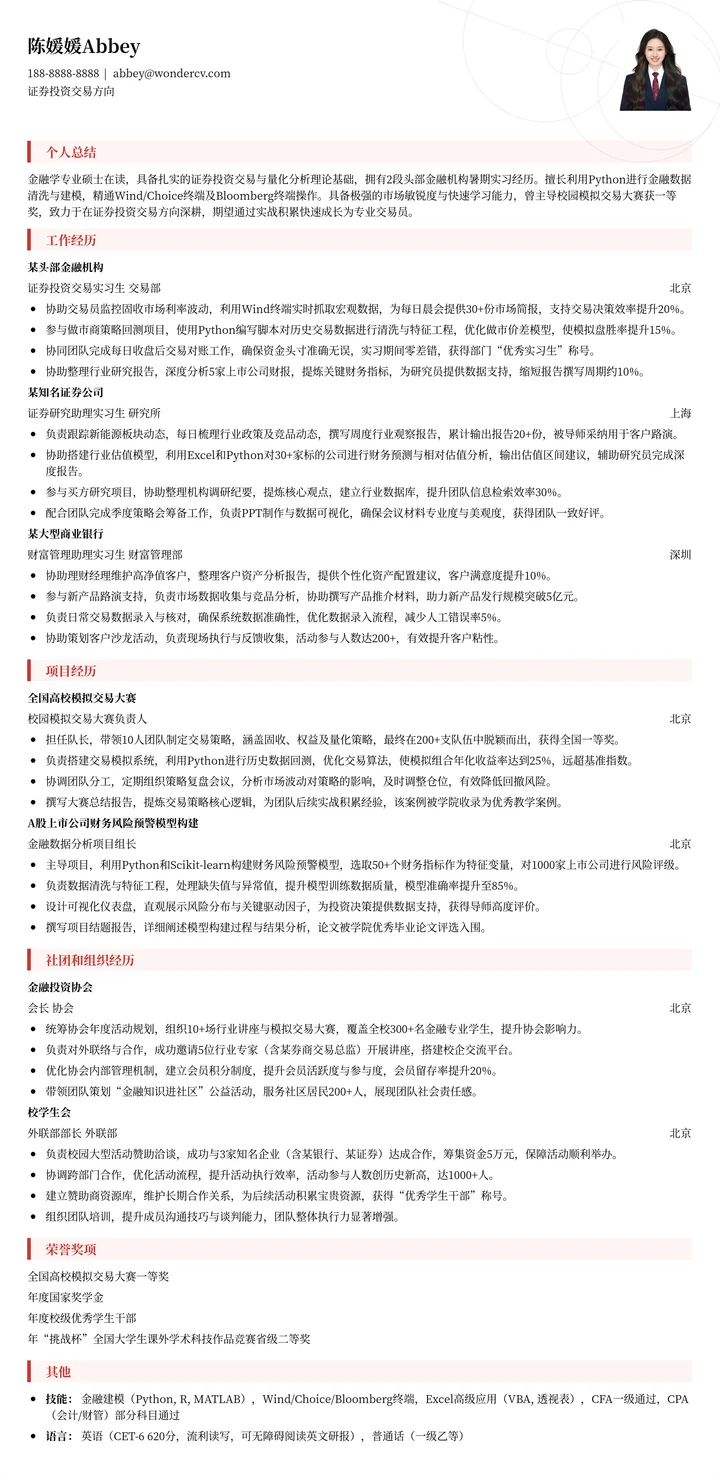 陈媛媛Abbey
188-8888-8888 | abbey@wondercv.com
证券投资交易方向
个人总结
金融学专业硕士在读，具备扎实的证券投资交易与量化分析理论基础，拥有2段头部金融机构暑期实习经历。擅长利用Python进行金融数据
清洗与建模，精通Wind/Choice终端及Bloomberg终端操作。具备极强的市场敏锐度与快速学习能力，曾主导校园模拟交易大赛获一等
奖，致力于在证券投资交易方向深耕，期望通过实战积累快速成长为专业交易员。
工作经历
某头部金融机构
证券投资交易实习生 交易部 北京
• 协助交易员监控固收市场利率波动，利用Wind终端实时抓取宏观数据，为每日晨会提供30+份市场简报，支持交易决策效率提升20%。
• 参与做市商策略回测项目，使用Python编写脚本对历史交易数据进行清洗与特征工程，优化做市价差模型，使模拟盘胜率提升15%。
• 协同团队完成每日收盘后交易对账工作，确保资金头寸准确无误，实习期间零差错，获得部门“优秀实习生”称号。
• 协助整理行业研究报告，深度分析5家上市公司财报，提炼关键财务指标，为研究员提供数据支持，缩短报告撰写周期约10%。
某知名证券公司
证券研究助理实习生 研究所 上海
• 负责跟踪新能源板块动态，每日梳理行业政策及竞品动态，撰写周度行业观察报告，累计输出报告20+份，被导师采纳用于客户路演。
• 协助搭建行业估值模型，利用Excel和Python对30+家标的公司进行财务预测与相对估值分析，输出估值区间建议，辅助研究员完成深
度报告。
• 参与买方研究项目，协助整理机构调研纪要，提炼核心观点，建立行业数据库，提升团队信息检索效率30%。
• 配合团队完成季度策略会筹备工作，负责PPT制作与数据可视化，确保会议材料专业度与美观度，获得团队一致好评。
某大型商业银行
财富管理助理实习生 财富管理部 深圳
• 协助理财经理维护高净值客户，整理客户资产分析报告，提供个性化资产配置建议，客户满意度提升10%。
• 参与新产品路演支持，负责市场数据收集与竞品分析，协助撰写产品推介材料，助力新产品发行规模突破5亿元。
• 负责日常交易数据录入与核对，确保系统数据准确性，优化数据录入流程，减少人工错误率5%。
• 协助策划客户沙龙活动，负责现场执行与反馈收集，活动参与人数达200+，有效提升客户粘性。
项目经历
全国高校模拟交易大赛
校园模拟交易大赛负责人 北京
• 担任队长，带领10人团队制定交易策略，涵盖固收、权益及量化策略，最终在200+支队伍中脱颖而出，获得全国一等奖。
• 负责搭建交易模拟系统，利用Python进行历史数据回测，优化交易算法，使模拟组合年化收益率达到25%，远超基准指数。
• 协调团队分工，定期组织策略复盘会议，分析市场波动对策略的影响，及时调整仓位，有效降低回撤风险。
• 撰写大赛总结报告，提炼交易策略核心逻辑，为团队后续实战积累经验，该案例被学院收录为优秀教学案例。
A股上市公司财务风险预警模型构建
金融数据分析项目组长 北京
• 主导项目，利用Python和Scikit-learn构建财务风险预警模型，选取50+个财务指标作为特征变量，对1000家上市公司进行风险评级。
• 负责数据清洗与特征工程，处理缺失值与异常值，提升模型训练数据质量，模型准确率提升至85%。
• 设计可视化仪表盘，直观展示风险分布与关键驱动因子，为投资决策提供数据支持，获得导师高度评价。
• 撰写项目结题报告，详细阐述模型构建过程与结果分析，论文被学院优秀毕业论文评选入围。
社团和组织经历
金融投资协会
会长 协会 北京
• 统筹协会年度活动规划，组织10+场行业讲座与模拟交易大赛，覆盖全校300+名金融专业学生，提升协会影响力。
• 负责对外联络与合作，成功邀请5位行业专家（含某券商交易总监）开展讲座，搭建校企交流平台。
• 优化协会内部管理机制，建立会员积分制度，提升会员活跃度与参与度，会员留存率提升20%。
• 带领团队策划“金融知识进社区”公益活动，服务社区居民200+人，展现团队社会责任感。
校学生会
外联部部长 外联部 北京
• 负责校园大型活动赞助洽谈，成功与3家知名企业（含某银行、某证券）达成合作，筹集资金5万元，保障活动顺利举办。
• 协调跨部门合作，优化活动流程，提升活动执行效率，活动参与人数创历史新高，达1000+人。
• 建立赞助商资源库，维护长期合作关系，为后续活动积累宝贵资源，获得“优秀学生干部”称号。
• 组织团队培训，提升成员沟通技巧与谈判能力，团队整体执行力显著增强。
荣誉奖项
全国高校模拟交易大赛一等奖
年度国家奖学金
年度校级优秀学生干部
年“挑战杯”全国大学生课外学术科技作品竞赛省级二等奖
其他
• 技能： 金融建模（Python, R, MATLAB），Wind/Choice/Bloomberg终端，Excel高级应用（VBA, 透视表），CFA一级通过，CPA
（会计/财管）部分科目通过
• 语言： 英语（CET-6 620分，流利读写，可无障碍阅读英文研报），普通话（一级乙等）